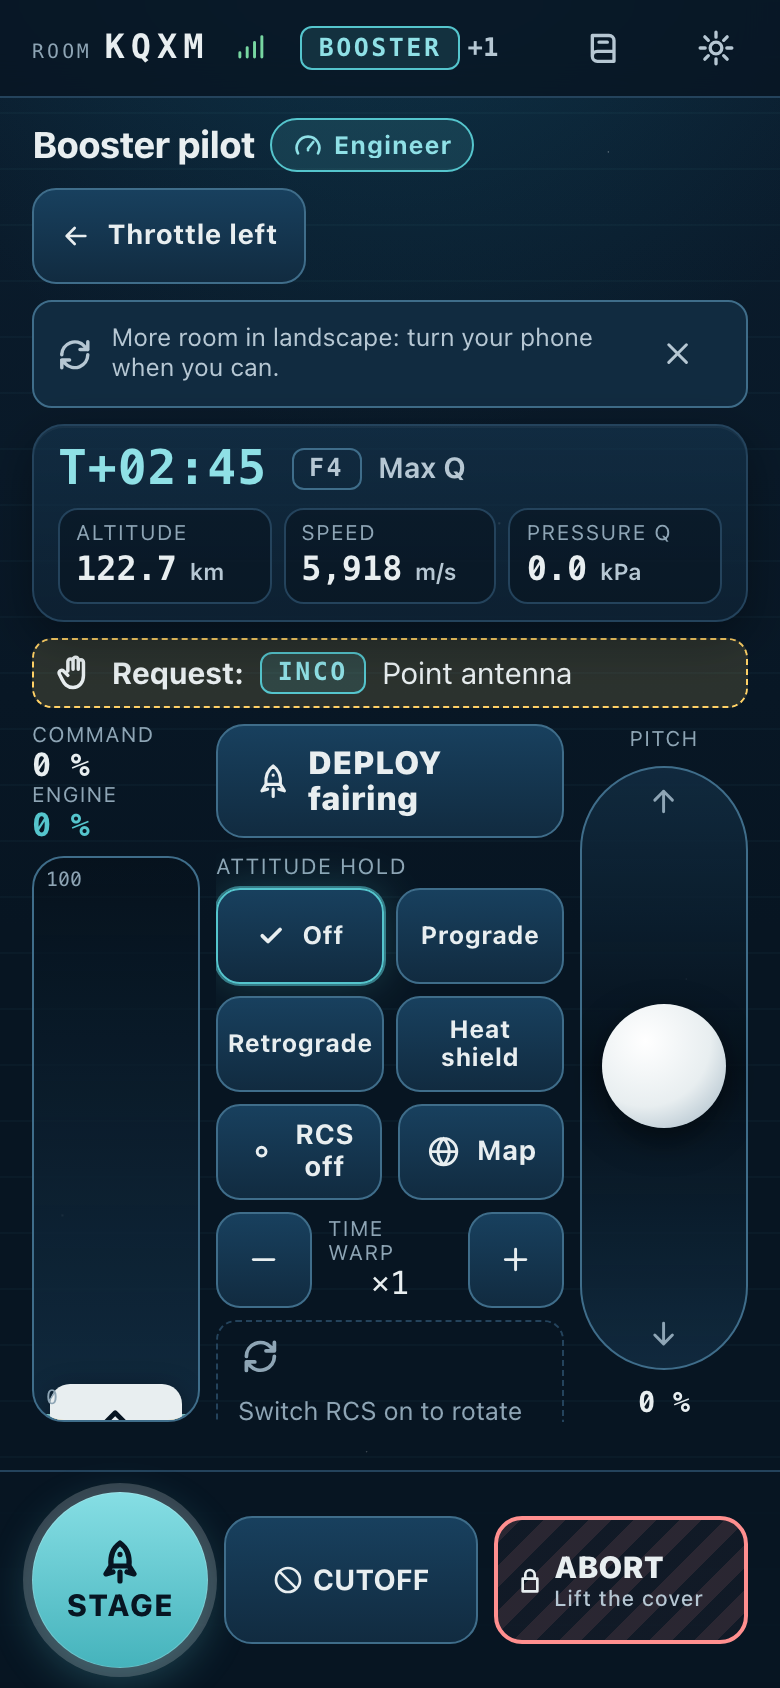 ROOM KQXM BOOSTER +1
Booster pilot Engineer
Throttle left
More room in landscape: turn your phone
when you can.
T+02:45 F4 Max Q
ALTITUDE SPEED PRESSURE Q
122.7 km 5,918 m/s 0.0 kPa
Request: INCO Point antenna
COMMAND
0 %
ENGINE
0 %
100
0
DEPLOY
fairing
ATTITUDE HOLD
Off Prograde
Retrograde Heat
shield
RCS
off
Map
TIME
WARP
×1
Switch RCS on to rotate
PITCH
0 %
STAGE
CUTOFF
ABORT
Lift the cover